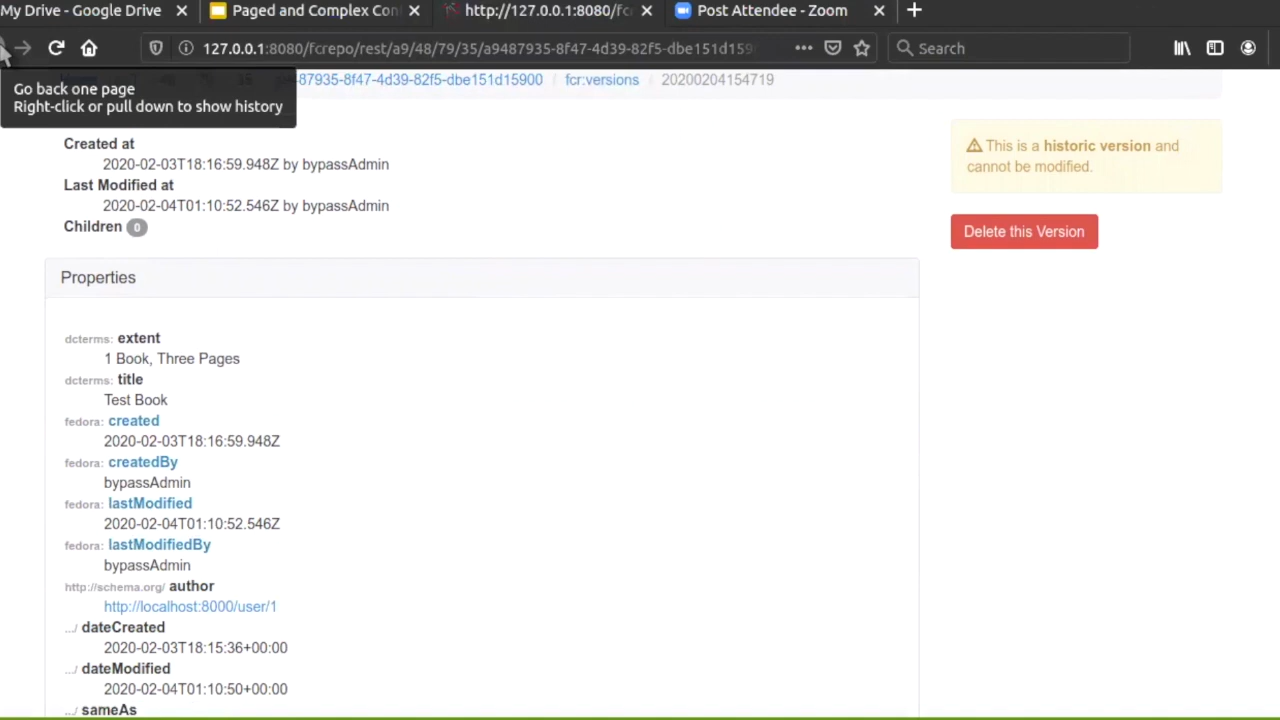 My Drive - Google Drive
Paged and Complex Con
http://127.0.0.1:8080/fc
Post Attendee - Zoom
127.0.0.1:8080/fcrepo/rest/a9/48/79/35/a9487935-8f47-4d39-82f5-dbe151d159
Search
Go back one page
Right-click or pull down to show history
87935-8f47-4d39-82f5-dbe151d15900 / fcr:versions / 20200204154719
Created at
2020-02-03T18:16:59.948Z by bypassAdmin
Last Modified at
2020-02-04T01:10:52.546Z by bypassAdmin
Children 0
This is a historic version and
cannot be modified.
Delete this Version
Properties
dcterms: extent
1 Book, Three Pages
dcterms: title
Test Book
fedora: created
2020-02-03T18:16:59.948Z
fedora: createdBy
bypassAdmin
fedora: lastModified
2020-02-04T01:10:52.546Z
fedora: lastModifiedBy
bypassAdmin
http://schema.org/ author
http://localhost:8000/user/1
.../ dateCreated
2020-02-03T18:15:36+00:00
.../ dateModified
2020-02-04T01:10:50+00:00
.../ sameAs